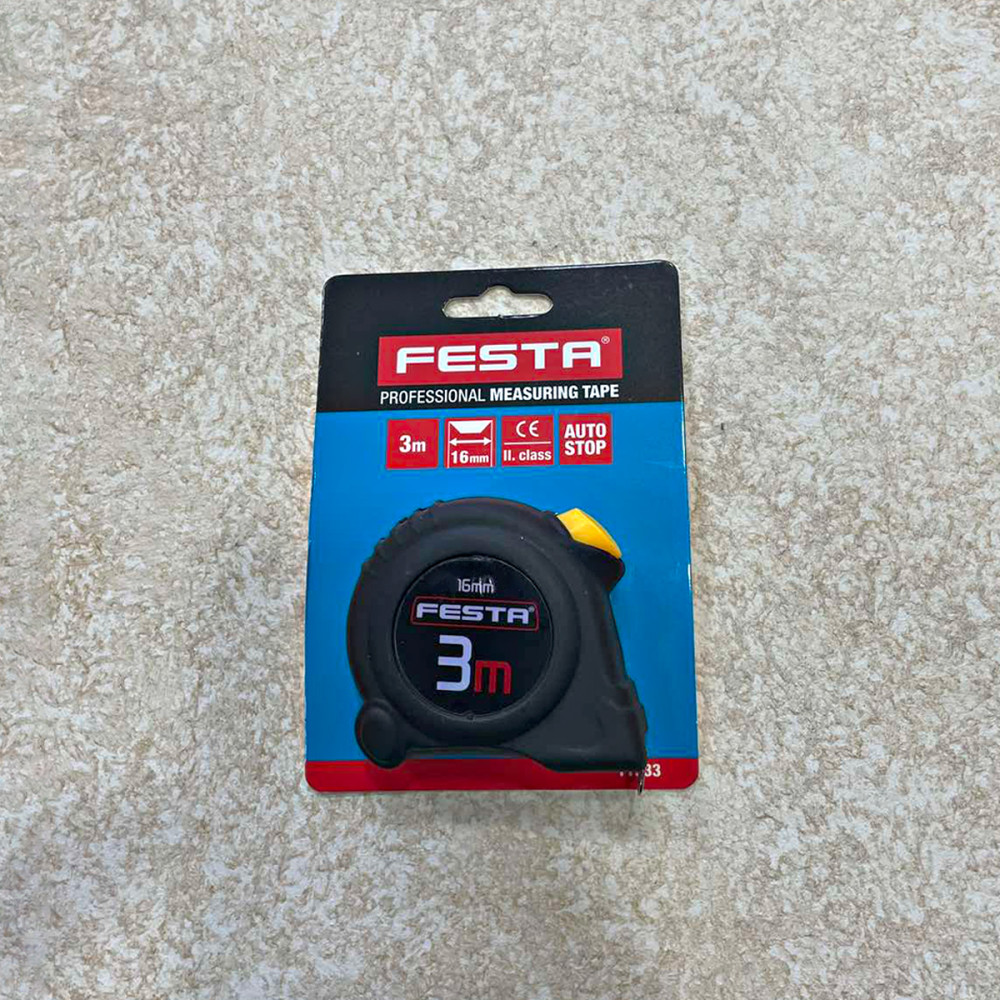 FESTA®
PROFESSIONAL MEASURING TAPE
3m
16mm
CE
II. class
AUTO
STOP
16mm
FESTA®
3m